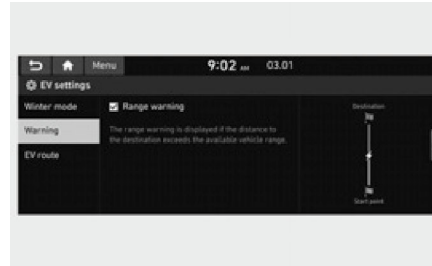 Menu
9:02 AM 03.01
EV settings
Winter mode
Range warning
Warning
The range warning is displayed if the distance to
the destination exceeds the available vehicle range.
EV route
Destination
Start point